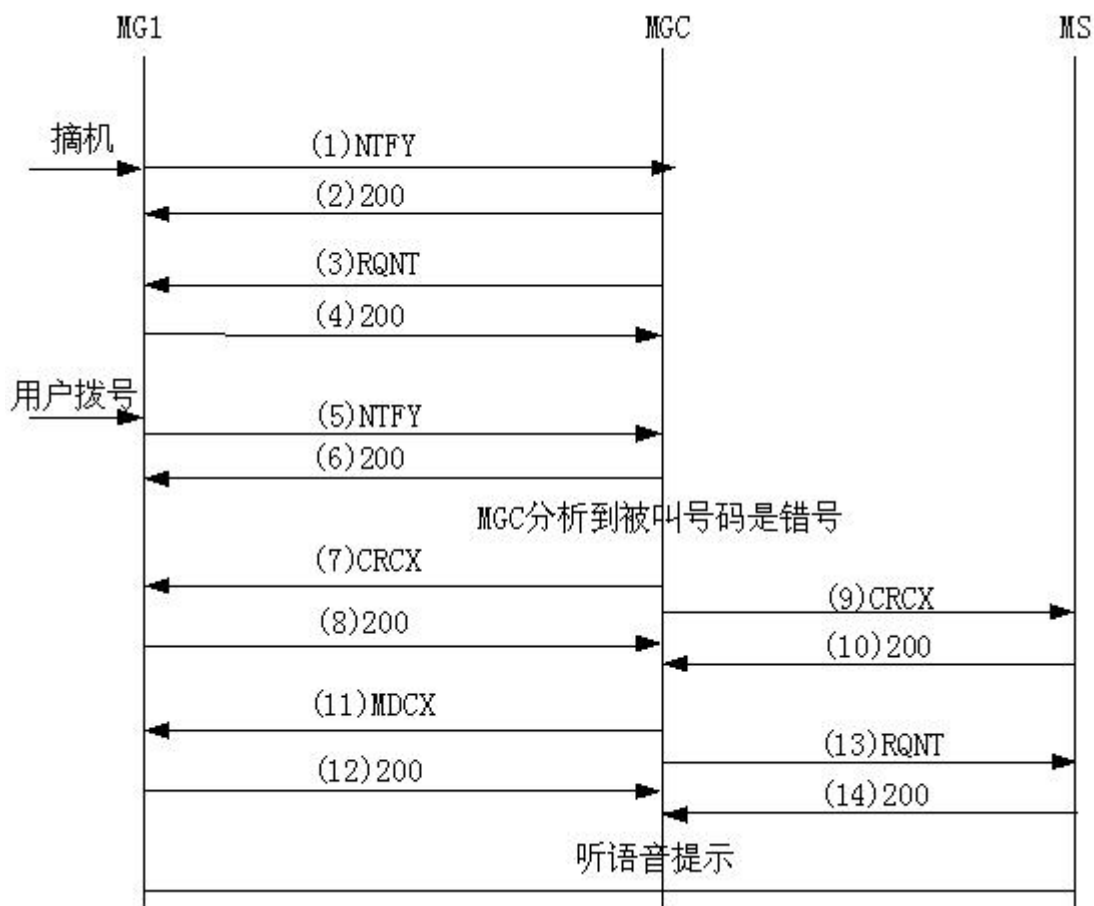 MG1
MGC
MS
摘机
(1)NTFY
(2)200
(3)RQNT
(4)200
用户拨号
(5)NTFY
(6)200
MGC分析到被叫号码是错号
(7)CRCX
(9)CRCX
(8)200
(10)200
(11)MDCX
(13)RQNT
(12)200
(14)200
听语音提示